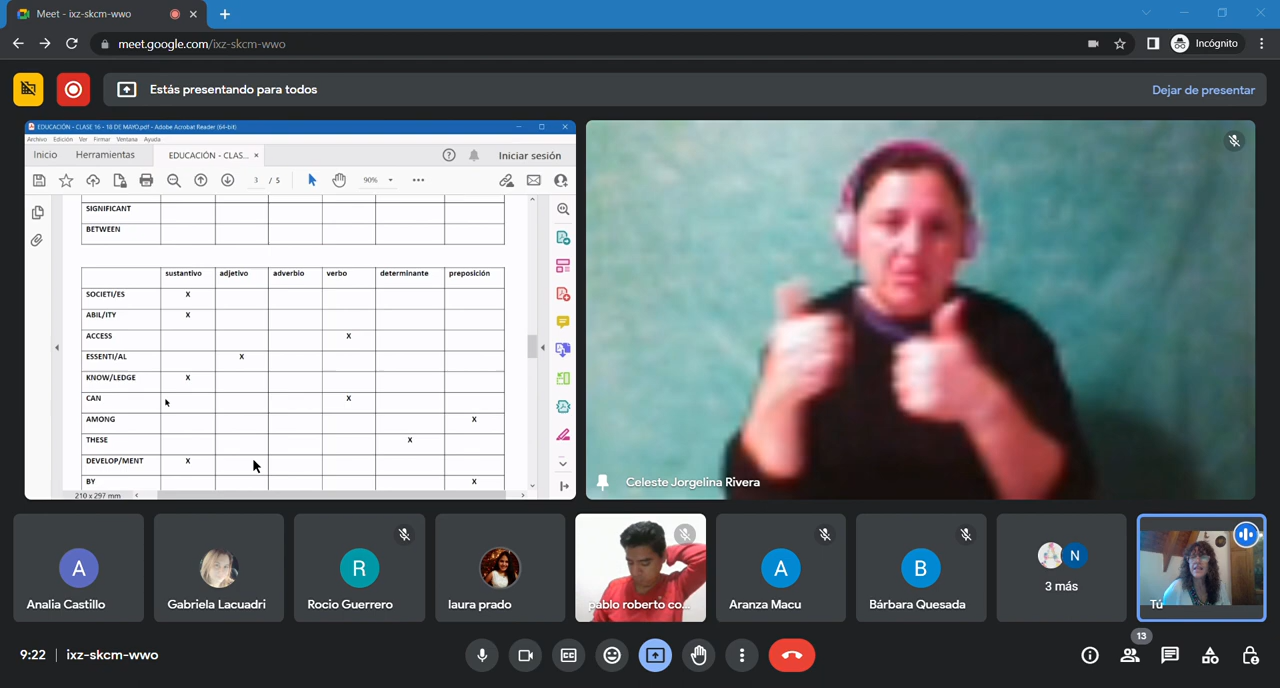 Meet - ixz-skcm-wwo
meet.google.com/ixz-skcm-wwo
Incógnito
Estás presentando para todos
Dejar de presentar
EDUCACIÓN - CLASE 16 - 18 DE MAYO.pdf - Adobe Acrobat Reader (64-bit)
Archivo Edición Ver Firmar Ventana Ayuda
Inicio Herramientas EDUCACIÓN - CLAS... Iniciar sesión
3 / 5 90%
SIGNIFICANT
BETWEEN
sustantivo adjetivo adverbio verbo determinante preposición
SOCIETI/ES X
ABIL/ITY X
ACCESS X
ESSENTI/AL X
KNOW/LEDGE X
CAN X
AMONG X
THESE X
DEVELOP/MENT X
BY X
210 x 297 mm
Celeste Jorgelina Rivera
A
Analia Castillo
Gabriela Lacuadri
R
Rocio Guerrero
laura prado
pablo roberto co...
A
Aranza Macu
B
Bárbara Quesada
N
3 más
Tú
9:22 ixz-skcm-wwo
13